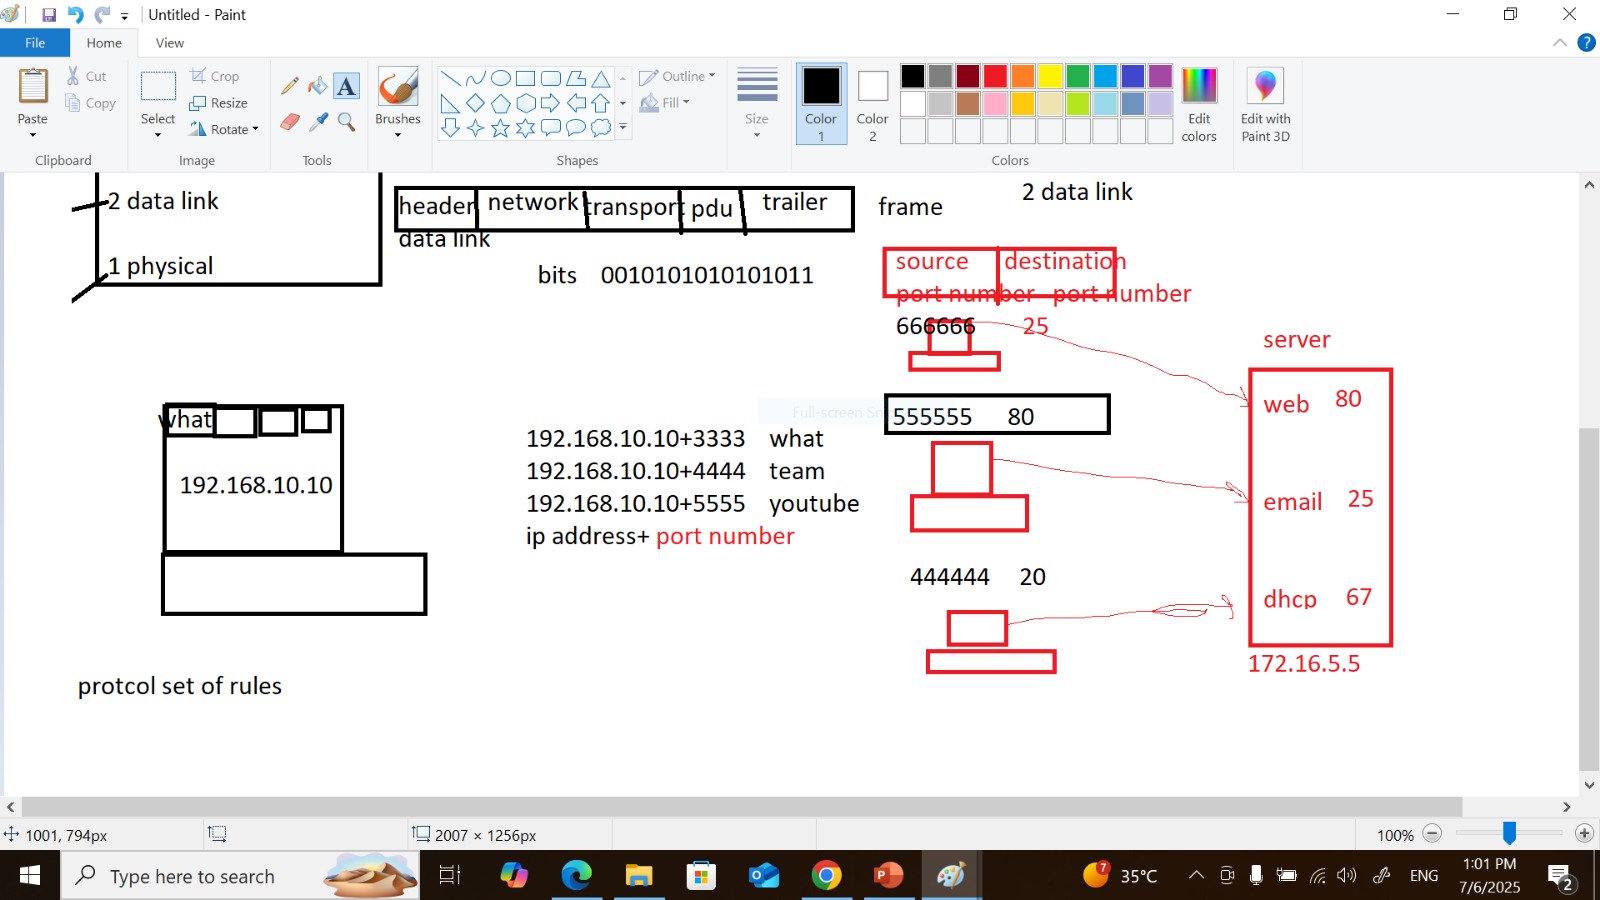 Untitled - Paint
File
Home
View
Paste
Cut
Copy
Clipboard
Select
Crop
Resize
Rotate
Image
Tools
Brushes
Shapes
Outline
Fill
Size
Color 1
Color 2
Edit colors
Edit with Paint 3D
Colors
2 data link
1 physical
header
network
transport
pdu
trailer
frame
data link
bits 0010101010101011
2 data link
source destination
port number port number
666666 25
555555 80
444444 20
server
web 80
email 25
dhcp 67
172.16.5.5
what
192.168.10.10
192.168.10.10+3333 what
192.168.10.10+4444 team
192.168.10.10+5555 youtube
ip address+ port number
protcol set of rules
1001, 794px
2007 × 1256px
100%
Type here to search
7
35°C
ENG
1:01 PM
7/6/2025
2